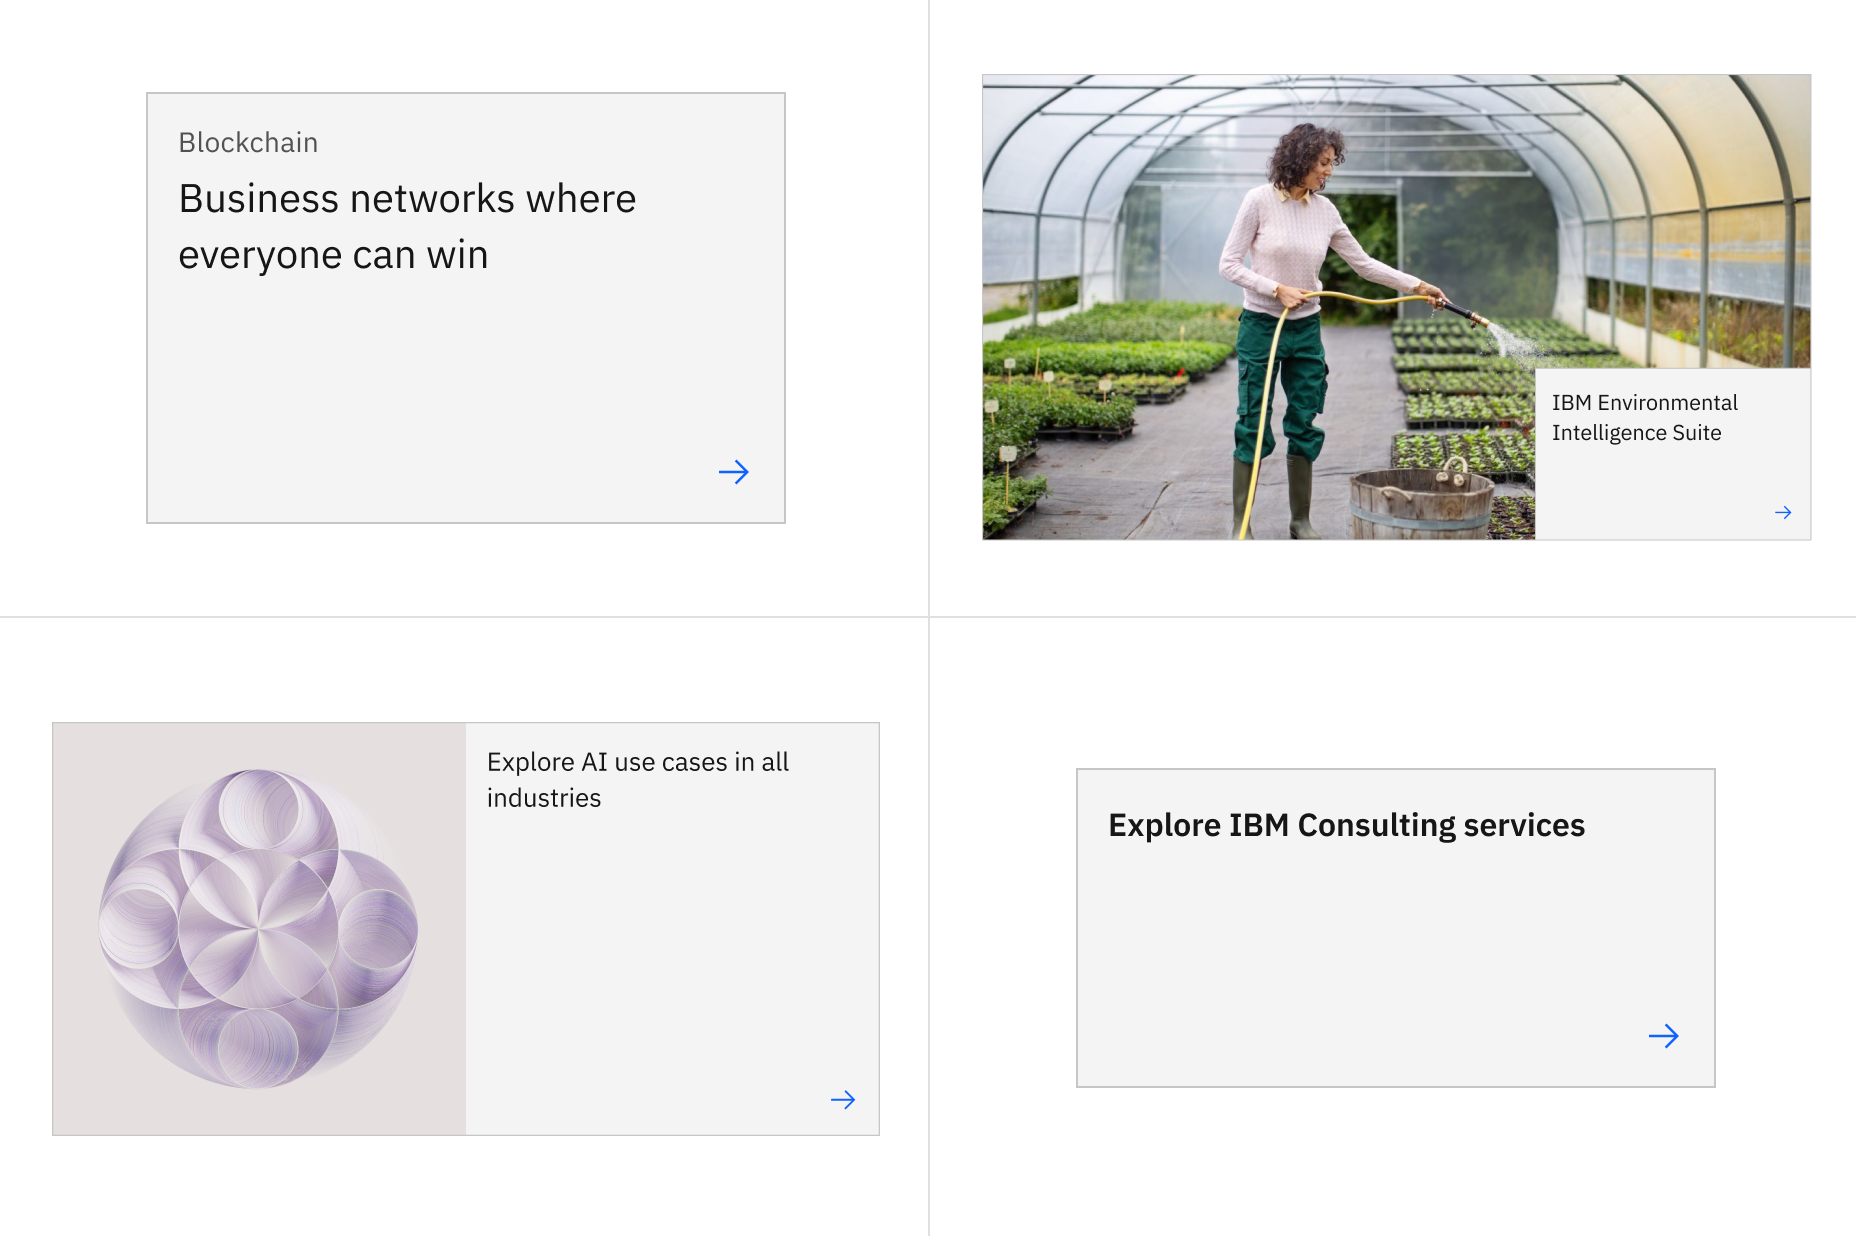 Blockchain
Business networks where
everyone can win
IBM Environmental
Intelligence Suite
Explore AI use cases in all
industries
Explore IBM Consulting services